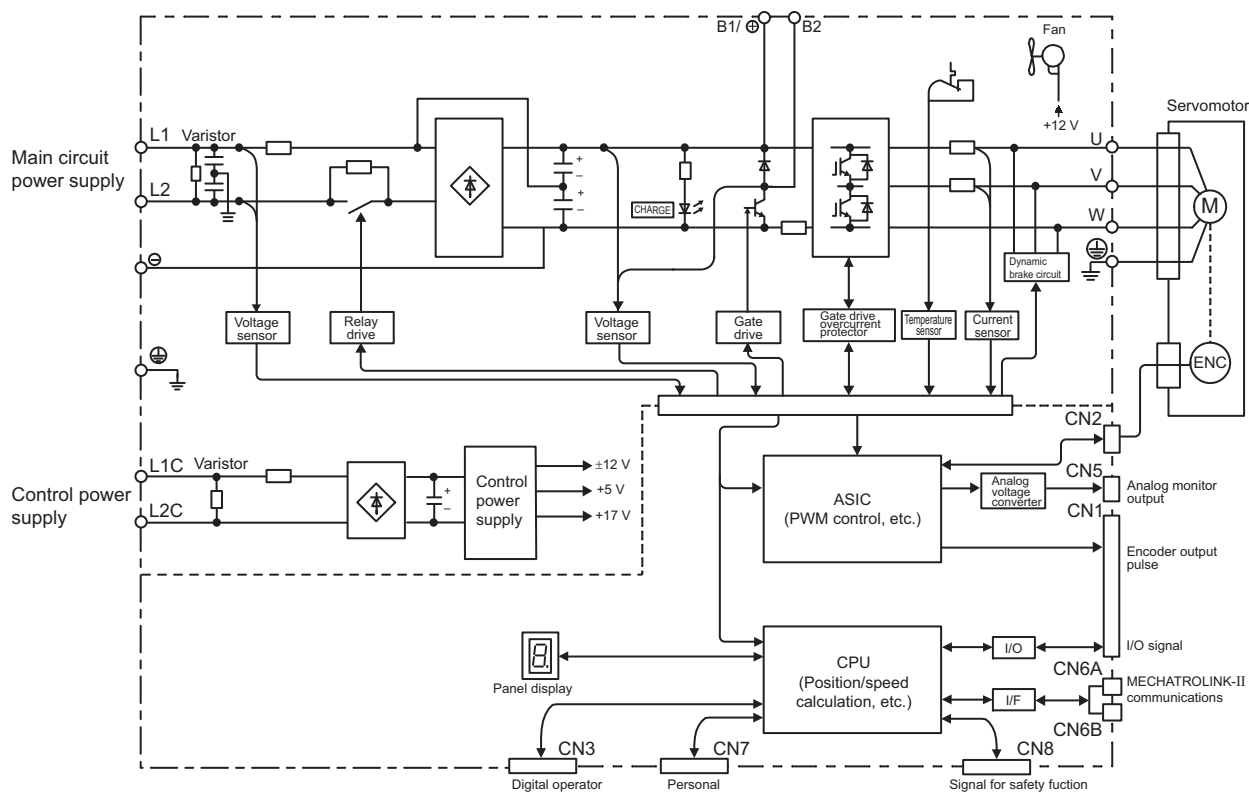 B1/ ⊕
B2
Fan
+12 V
Servomotor
Main circuit
power supply
L1
Varistor
L2
+
–
+
–
CHARGE
U
V
W
M
⊖
Dynamic
brake circuit
Voltage
sensor
Relay
drive
Voltage
sensor
Gate
drive
Gate drive
overcurrent
protector
Temperature
sensor
Current
sensor
ENC
CN2
Control power
supply
L1C
Varistor
L2C
+
–
Control
power
supply
±12 V
+5 V
+17 V
ASIC
(PWM control, etc.)
Analog
voltage
converter
CN5
Analog monitor
output
CN1
Encoder output
pulse
I/O signal
8.
Panel display
CPU
(Position/speed
calculation, etc.)
I/O
I/F
CN6A
MECHATROLINK-II
communications
CN6B
CN3
Digital operator
CN7
Personal
CN8
Signal for safety fuction